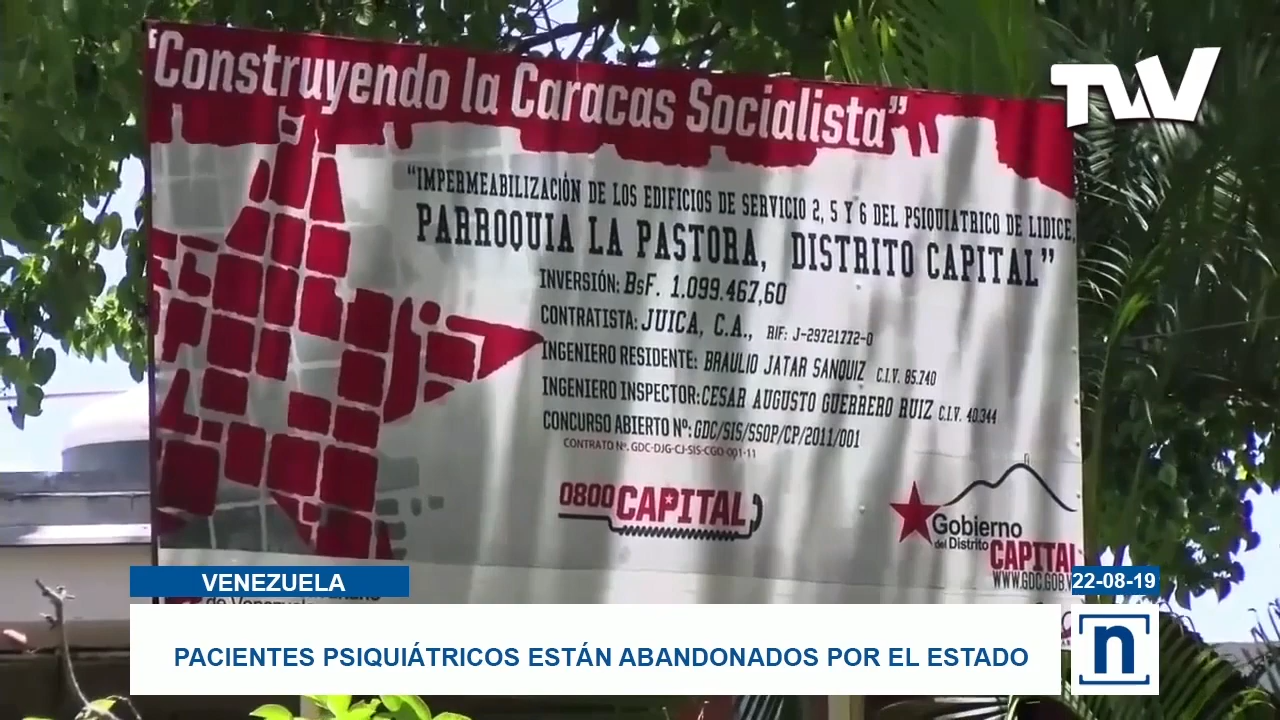 "Construyendo la Caracas Socialista"
TVV
"IMPERMEABILIZACIÓN DE LOS EDIFICIOS DE SERVICIO 2, 5 Y 6 DEL PSIQUIATRICO DE LIDICE,
PARROQUIA LA PASTORA, DISTRITO CAPITAL"
INVERSIÓN: BsF. 1.099.467,60
CONTRATISTA: JUICA, C.A., RIF: J-29721772-0
INGENIERO RESIDENTE: BRAULIO JATAR SANQUIZ C.I.V. 85.740
INGENIERO INSPECTOR: CESAR AUGUSTO GUERRERO RUIZ C.I.V. 40.344
CONCURSO ABIERTO Nº: GDC/SIS/SSOP/CP/2011/001
CONTRATO Nº. GDC-DJG-CJ-SIS-CGO-001-11
0800 CAPITAL
Gobierno
del Distrito
CAPITAL
WWW.GDC.GOB.V
VENEZUELA
22-08-19
de Venezuela
PACIENTES PSIQUIÁTRICOS ESTÁN ABANDONADOS POR EL ESTADO
n